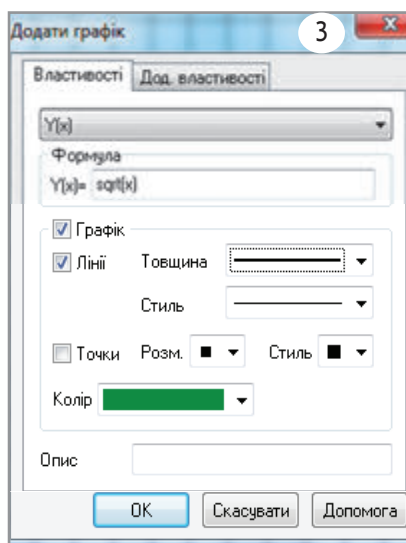 Додати графік
3
Властивості Дод. властивості
Y(x)
Формула
Y(x)= sqrt(x)
Графік
Лінії Товщина
Стиль
Точки Розм. Стиль
Колір
Опис
OK Скасувати Допомога